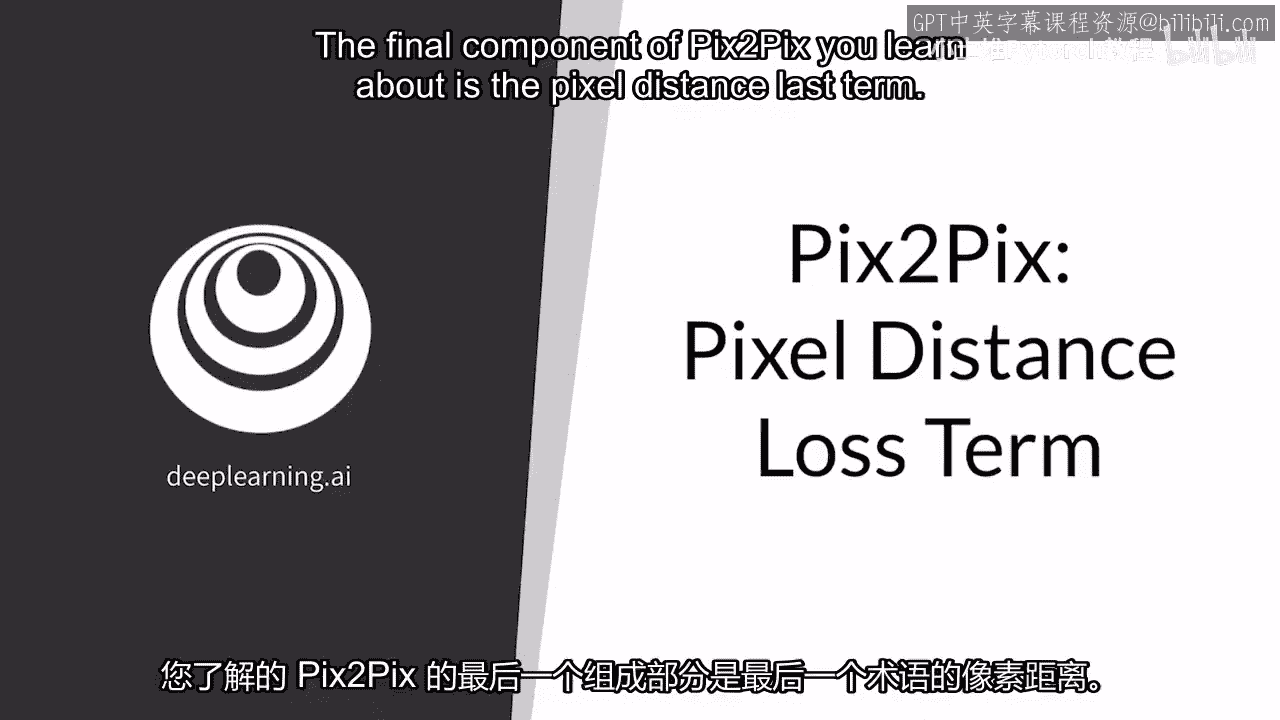 GPT中英字幕课程资源@bilibili.com
The final component of Pix2Pix you learn
about is the pixel distance last term.
Pix2Pix:
Pixel Distance
Loss Term
deeplearning.ai
您了解的 Pix2Pix 的最后一个组成部分是最后一个术语的像素距离。